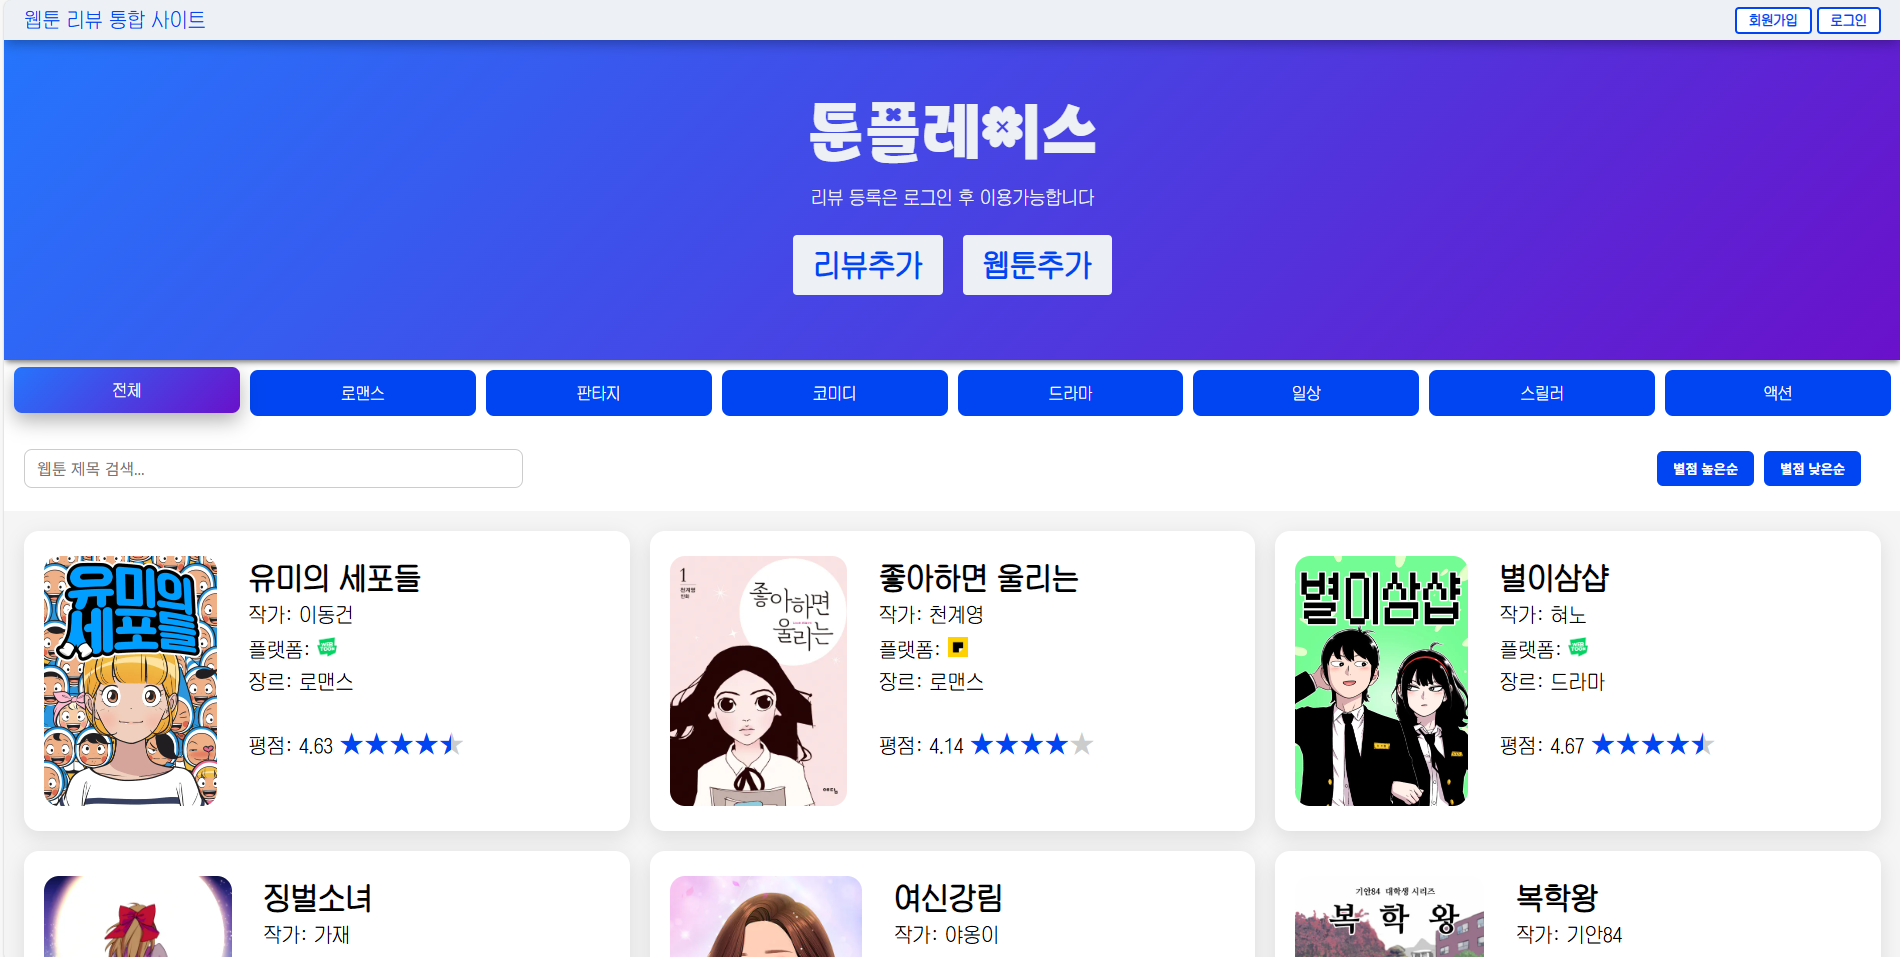 웹툰 리뷰 통합 사이트
회원가입 로그인
툰플레이스
리뷰 등록은 로그인 후 이용가능합니다
리뷰추가 웹툰추가
전체 로맨스 판타지 코미디 드라마 일상 스릴러 액션
웹툰 제목 검색...
별점 높은순 별점 낮은순
유미의
세포들
유미의 세포들
작가: 이동건
플랫폼:
WEB
TOON
장르: 로맨스
평점: 4.63
1
천계영
만화
좋아하면
울리는
좋아하면 울리는
작가: 천계영
플랫폼:
장르: 로맨스
평점: 4.14
별이삼샵
별이삼샵
작가: 혀노
플랫폼:
WEB
TOON
장르: 드라마
평점: 4.67
징벌소녀
작가: 가재
여신강림
작가: 야옹이
기안84 대학생 시리즈
복학왕
복학왕
작가: 기안84